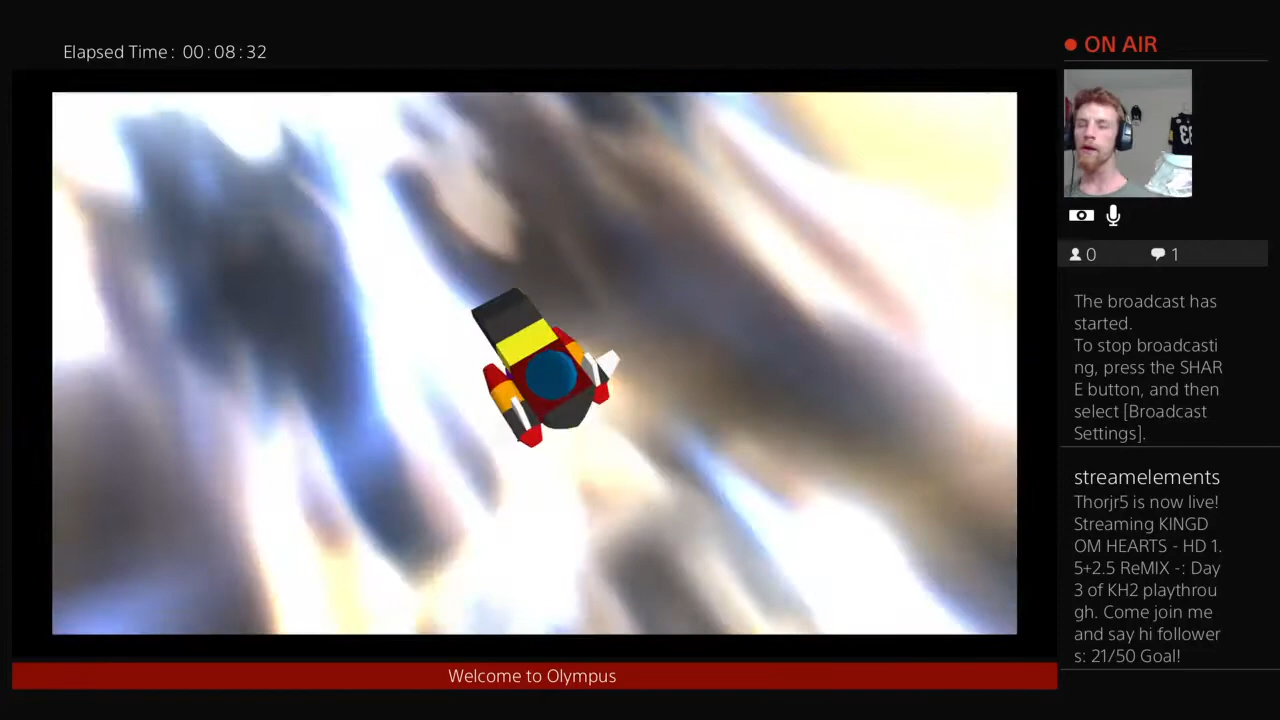 Elapsed Time: 00:08:32
ON AIR
0
1
The broadcast has
started.
To stop broadcasti
ng, press the SHAR
E button, and then
select [Broadcast
Settings].
streamelements
Thorjr5 is now live!
Streaming KINGD
OM HEARTS - HD 1.
5+2.5 ReMIX -: Day
3 of KH2 playthrou
gh. Come join me
and say hi follower
s: 21/50 Goal!
Welcome to Olympus